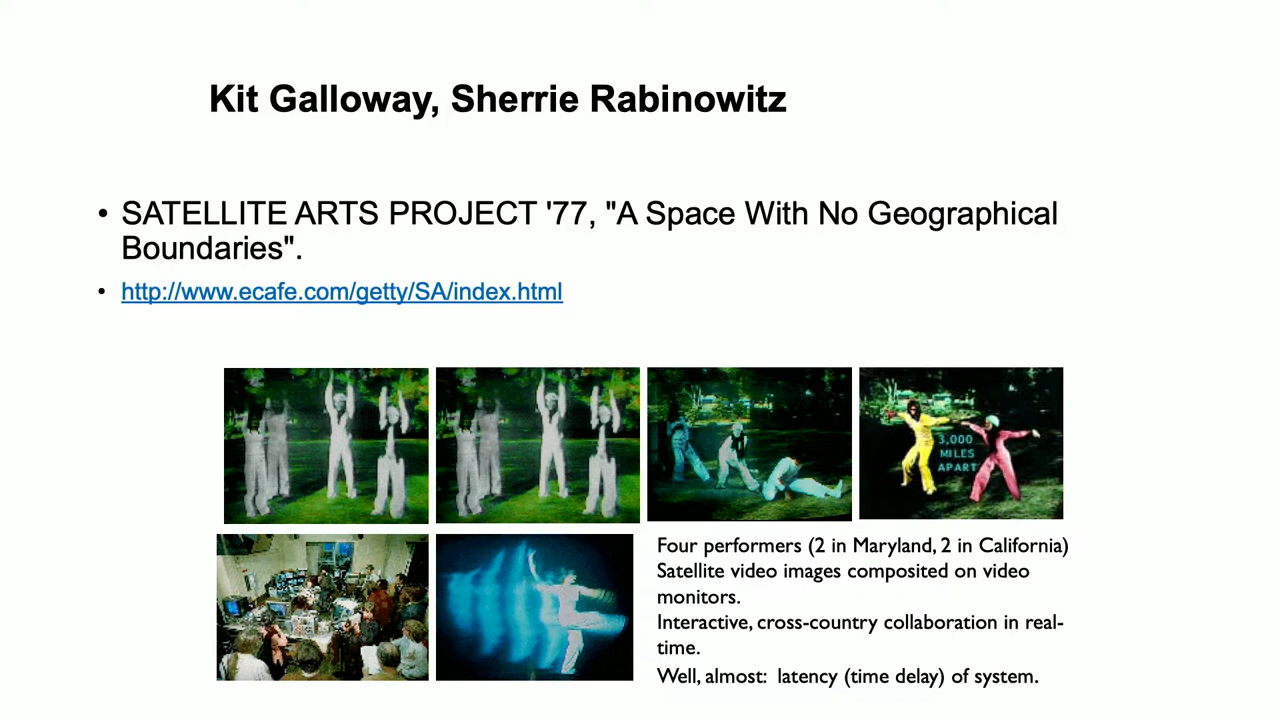 Kit Galloway, Sherrie Rabinowitz
• SATELLITE ARTS PROJECT '77, "A Space With No Geographical
Boundaries".
• http://www.ecafe.com/getty/SA/index.html
3,000
MILES
APART
Four performers (2 in Maryland, 2 in California)
Satellite video images composited on video
monitors.
Interactive, cross-country collaboration in real-
time.
Well, almost: latency (time delay) of system.